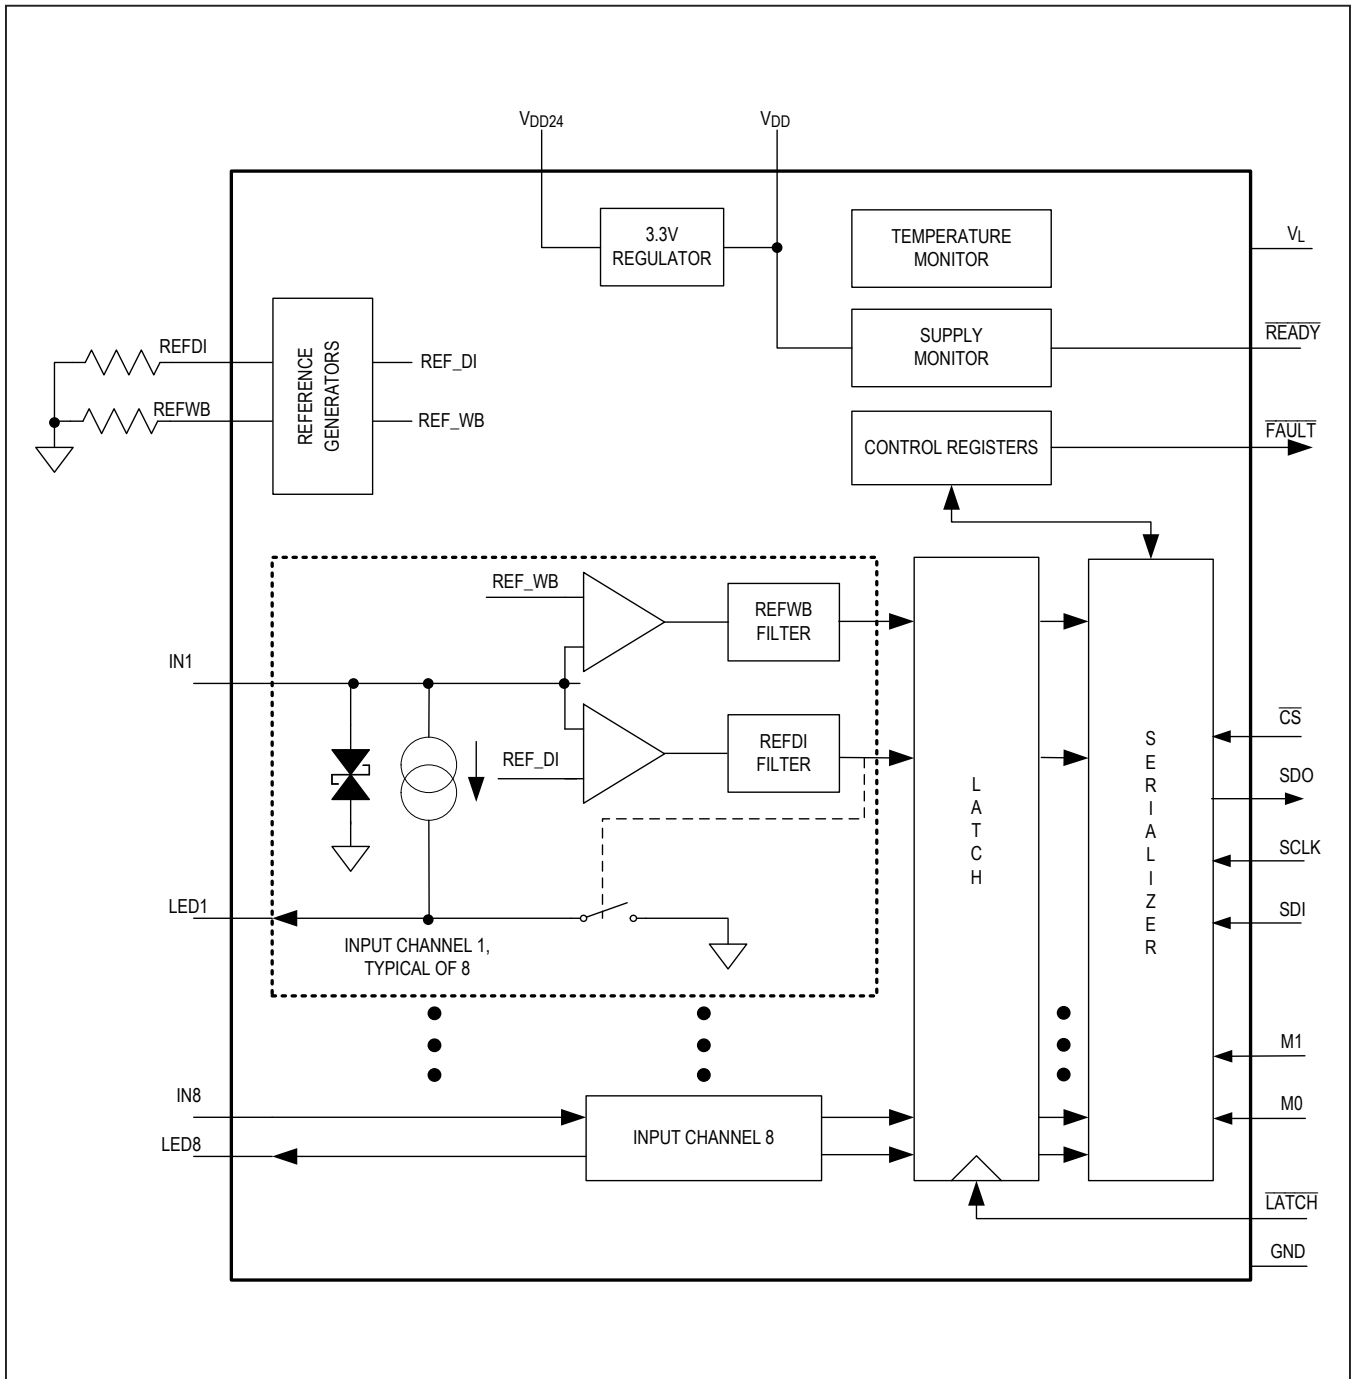 VDD24
VDD
3.3V
REGULATOR
TEMPERATURE
MONITOR
VL
SUPPLY
MONITOR
READY
REFDI
REFWB
REFERENCE
GENERATORS
REF_DI
REF_WB
CONTROL REGISTERS
FAULT
REF_WB
REFWB
FILTER
IN1
REF_DI
REFDI
FILTER
LED1
INPUT CHANNEL 1,
TYPICAL OF 8
LATCH
SERIALIZER
CS
SDO
SCLK
SDI
M1
M0
IN8
LED8
INPUT CHANNEL 8
LATCH
GND